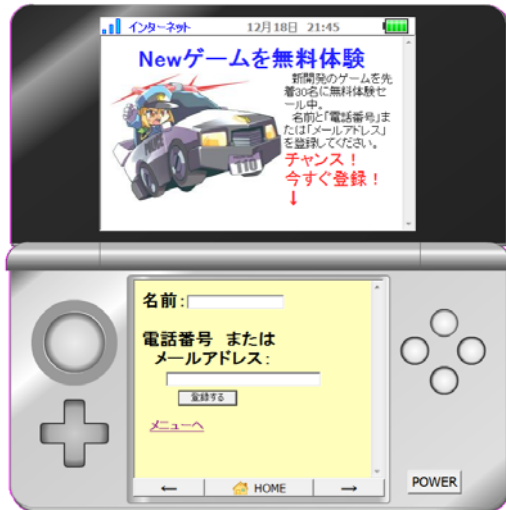 インターネット 12月18日 21:45
Newゲームを無料体験
新開発のゲームを先
着30名に無料体験セ
ール中。
名前と「電話番号」ま
たは「メールアドレス」
を登録してください。
チャンス！
今すぐ登録！
↓
110
名前：
電話番号 または
メールアドレス：
登録する
メニューへ
← HOME →
POWER